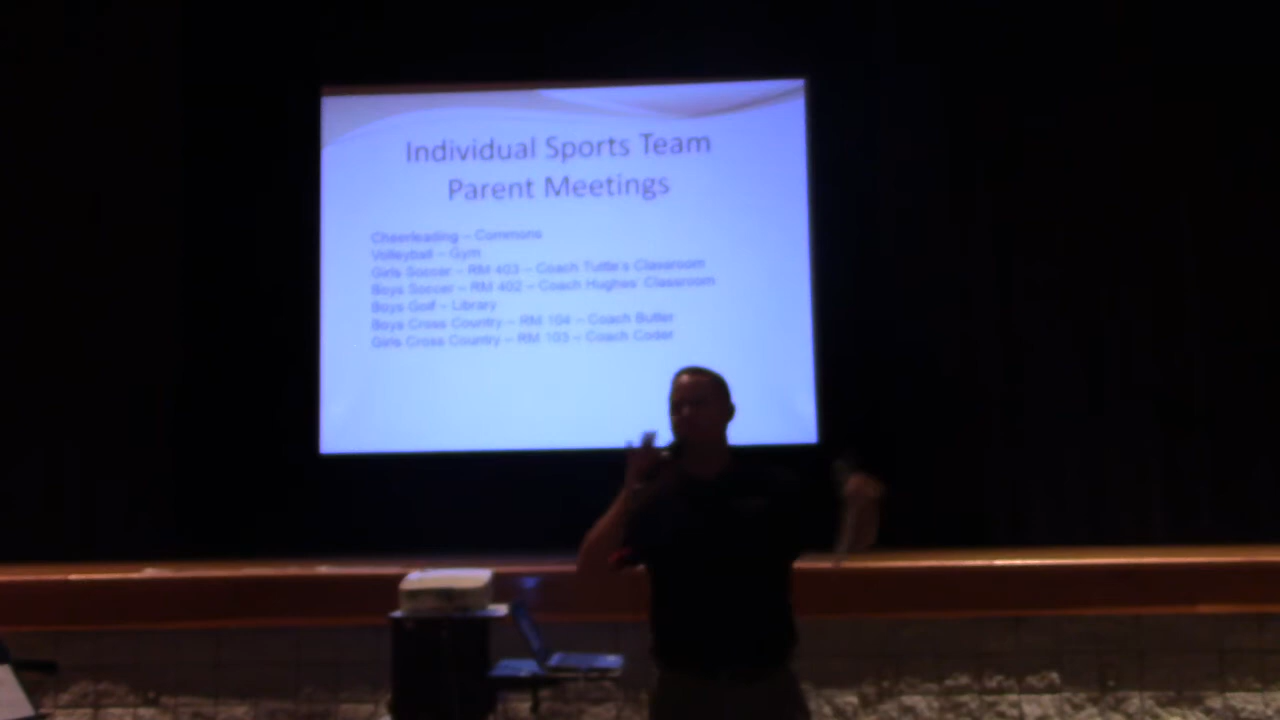 Individual Sports Team
Parent Meetings
Cheerleading – Commons
Volleyball – Gym
Girls Soccer – RM 403 – Coach Tuttle's Classroom
Boys Soccer – RM 402 – Coach Hughes' Classroom
Boys Golf – Library
Boys Cross Country – RM 104 – Coach Butler
Girls Cross Country – RM 103 – Coach Coder